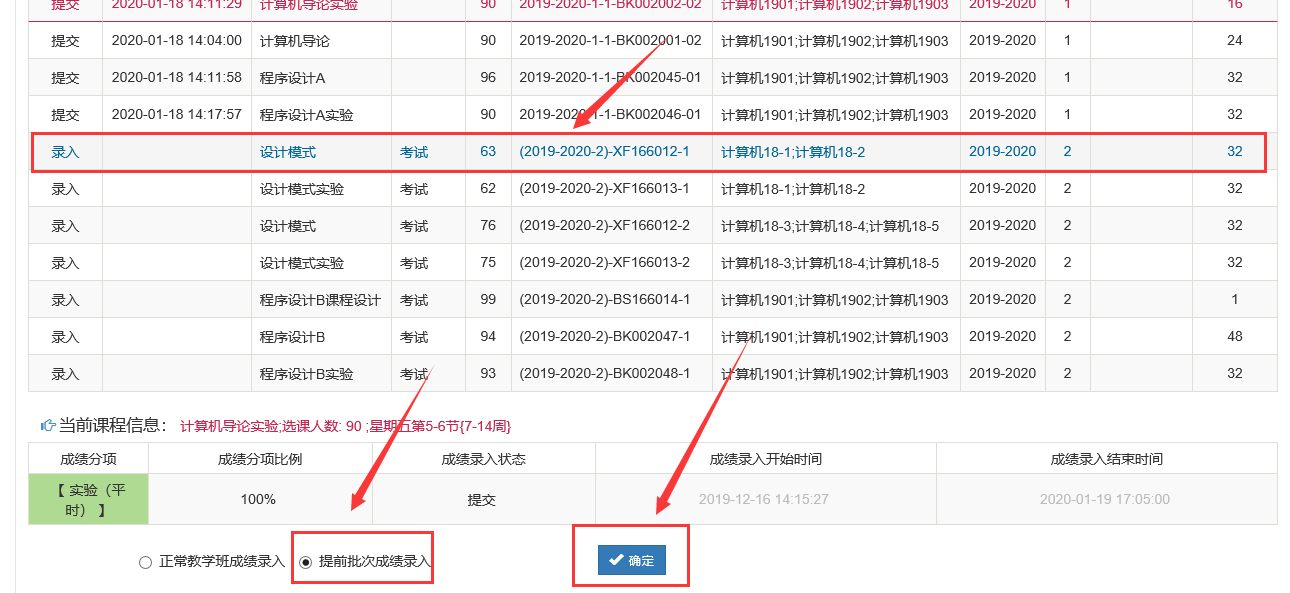 提交 2020-01-18 14:11:29 计算机导论实验 90 2019-2020-1-1-BK002002-02 计算机1901;计算机1902;计算机1903 2019-2020 1 16
提交 2020-01-18 14:04:00 计算机导论 90 2019-2020-1-1-BK002001-02 计算机1901;计算机1902;计算机1903 2019-2020 1 24
提交 2020-01-18 14:11:58 程序设计A 96 2019-2020-1-1-BK002045-01 计算机1901;计算机1902;计算机1903 2019-2020 1 32
提交 2020-01-18 14:17:57 程序设计A实验 90 2019-2020-1-1-BK002046-01 计算机1901;计算机1902;计算机1903 2019-2020 1 32
录入 设计模式 考试 63 (2019-2020-2)-XF166012-1 计算机18-1;计算机18-2 2019-2020 2 32
录入 设计模式实验 考试 62 (2019-2020-2)-XF166013-1 计算机18-1;计算机18-2 2019-2020 2 32
录入 设计模式 考试 76 (2019-2020-2)-XF166012-2 计算机18-3;计算机18-4;计算机18-5 2019-2020 2 32
录入 设计模式实验 考试 75 (2019-2020-2)-XF166013-2 计算机18-3;计算机18-4;计算机18-5 2019-2020 2 32
录入 程序设计B课程设计 考试 99 (2019-2020-2)-BS166014-1 计算机1901;计算机1902;计算机1903 2019-2020 2 1
录入 程序设计B 考试 94 (2019-2020-2)-BK002047-1 计算机1901;计算机1902;计算机1903 2019-2020 2 48
录入 程序设计B实验 考试 93 (2019-2020-2)-BK002048-1 计算机1901;计算机1902;计算机1903 2019-2020 2 32
当前课程信息： 计算机导论实验;选课人数: 90 ;星期五第5-6节{7-14周}
成绩分项 成绩分项比例 成绩录入状态 成绩录入开始时间 成绩录入结束时间
【 实验（平
时） 】 100% 提交 2019-12-16 14:15:27 2020-01-19 17:05:00
正常教学班成绩录入 提前批次成绩录入 确定